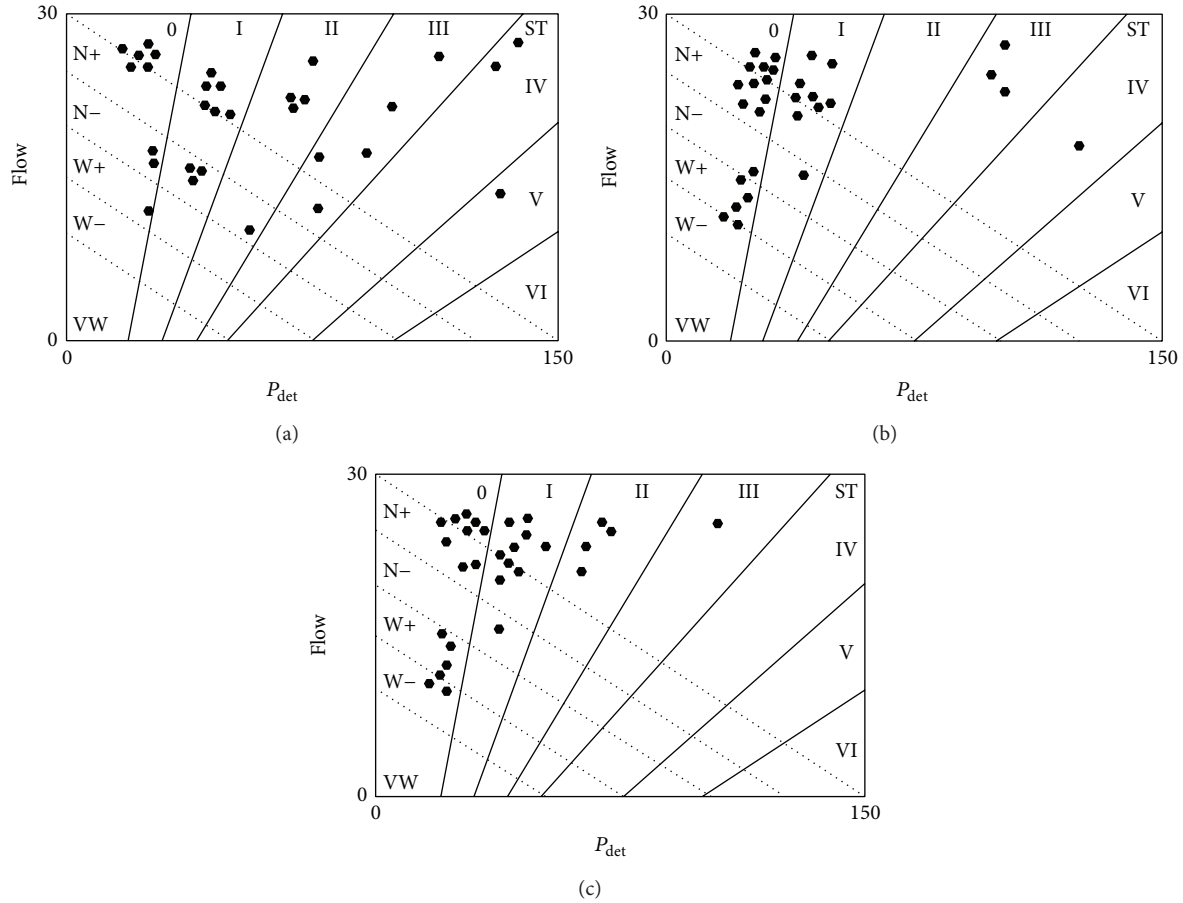 30
0 I II III ST
N+
IV
N−
W+
V
W−
VI
VW
0
0 150
Flow
P_det
(a)
30
0 I II III ST
N+
IV
N−
W+
V
W−
VI
VW
0
0 150
Flow
P_det
(b)
30
0 I II III ST
N+
IV
N−
W+
V
W−
VI
VW
0
0 150
Flow
P_det
(c)